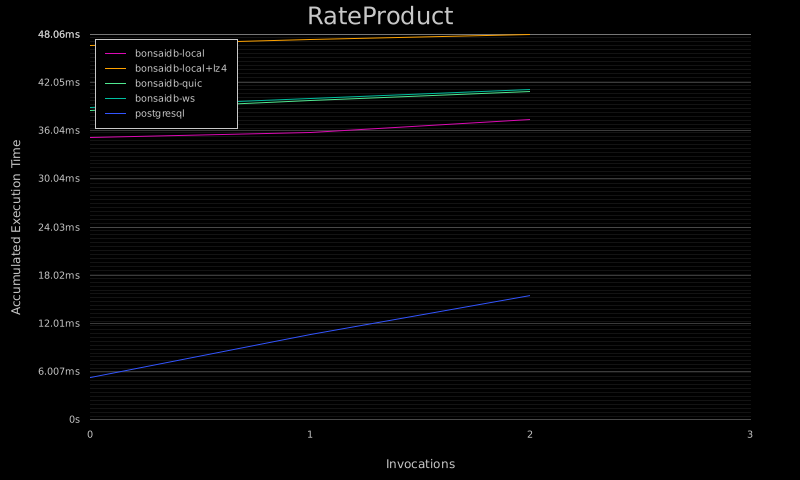 RateProduct
48.06ms
bonsaidb-local
bonsaidb-local+lz4
bonsaidb-quic
bonsaidb-ws
postgresql
42.05ms
36.04ms
30.04ms
24.03ms
18.02ms
12.01ms
6.007ms
0s
Accumulated Execution Time
0 1 2 3
Invocations